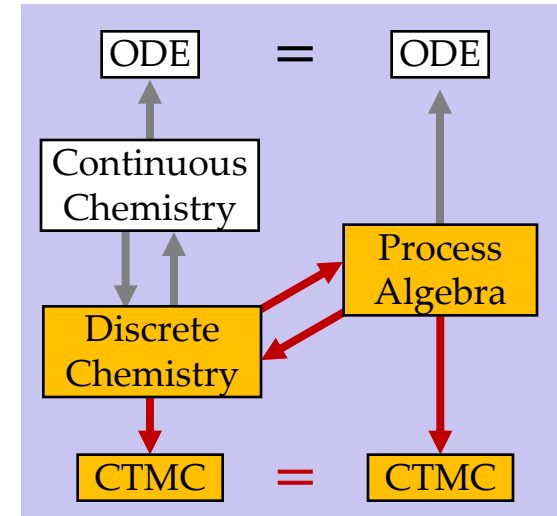 ODE = ODE
Continuous
Chemistry
Process
Algebra
Discrete
Chemistry
CTMC = CTMC